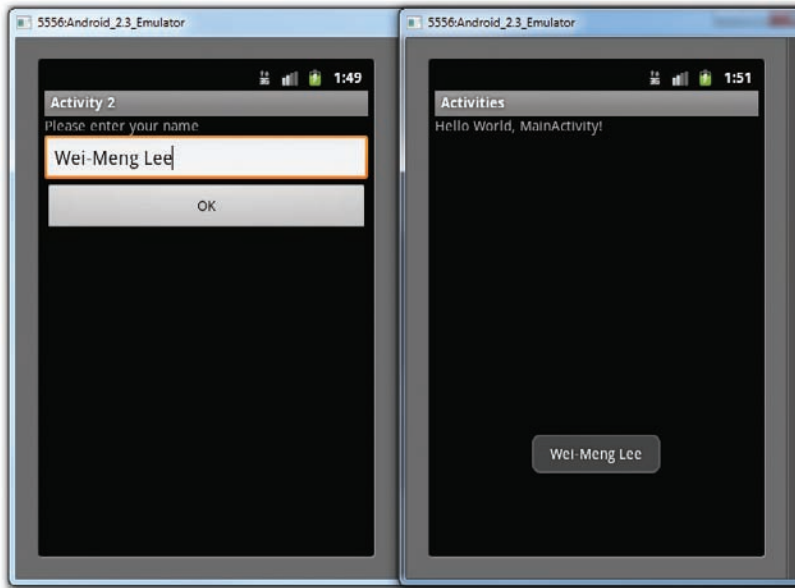 5556:Android_2.3_Emulator
1:49
Activity 2
Please enter your name
Wei-Meng Lee
OK
5556:Android_2.3_Emulator
1:51
Activities
Hello World, MainActivity!
Wei-Meng Lee